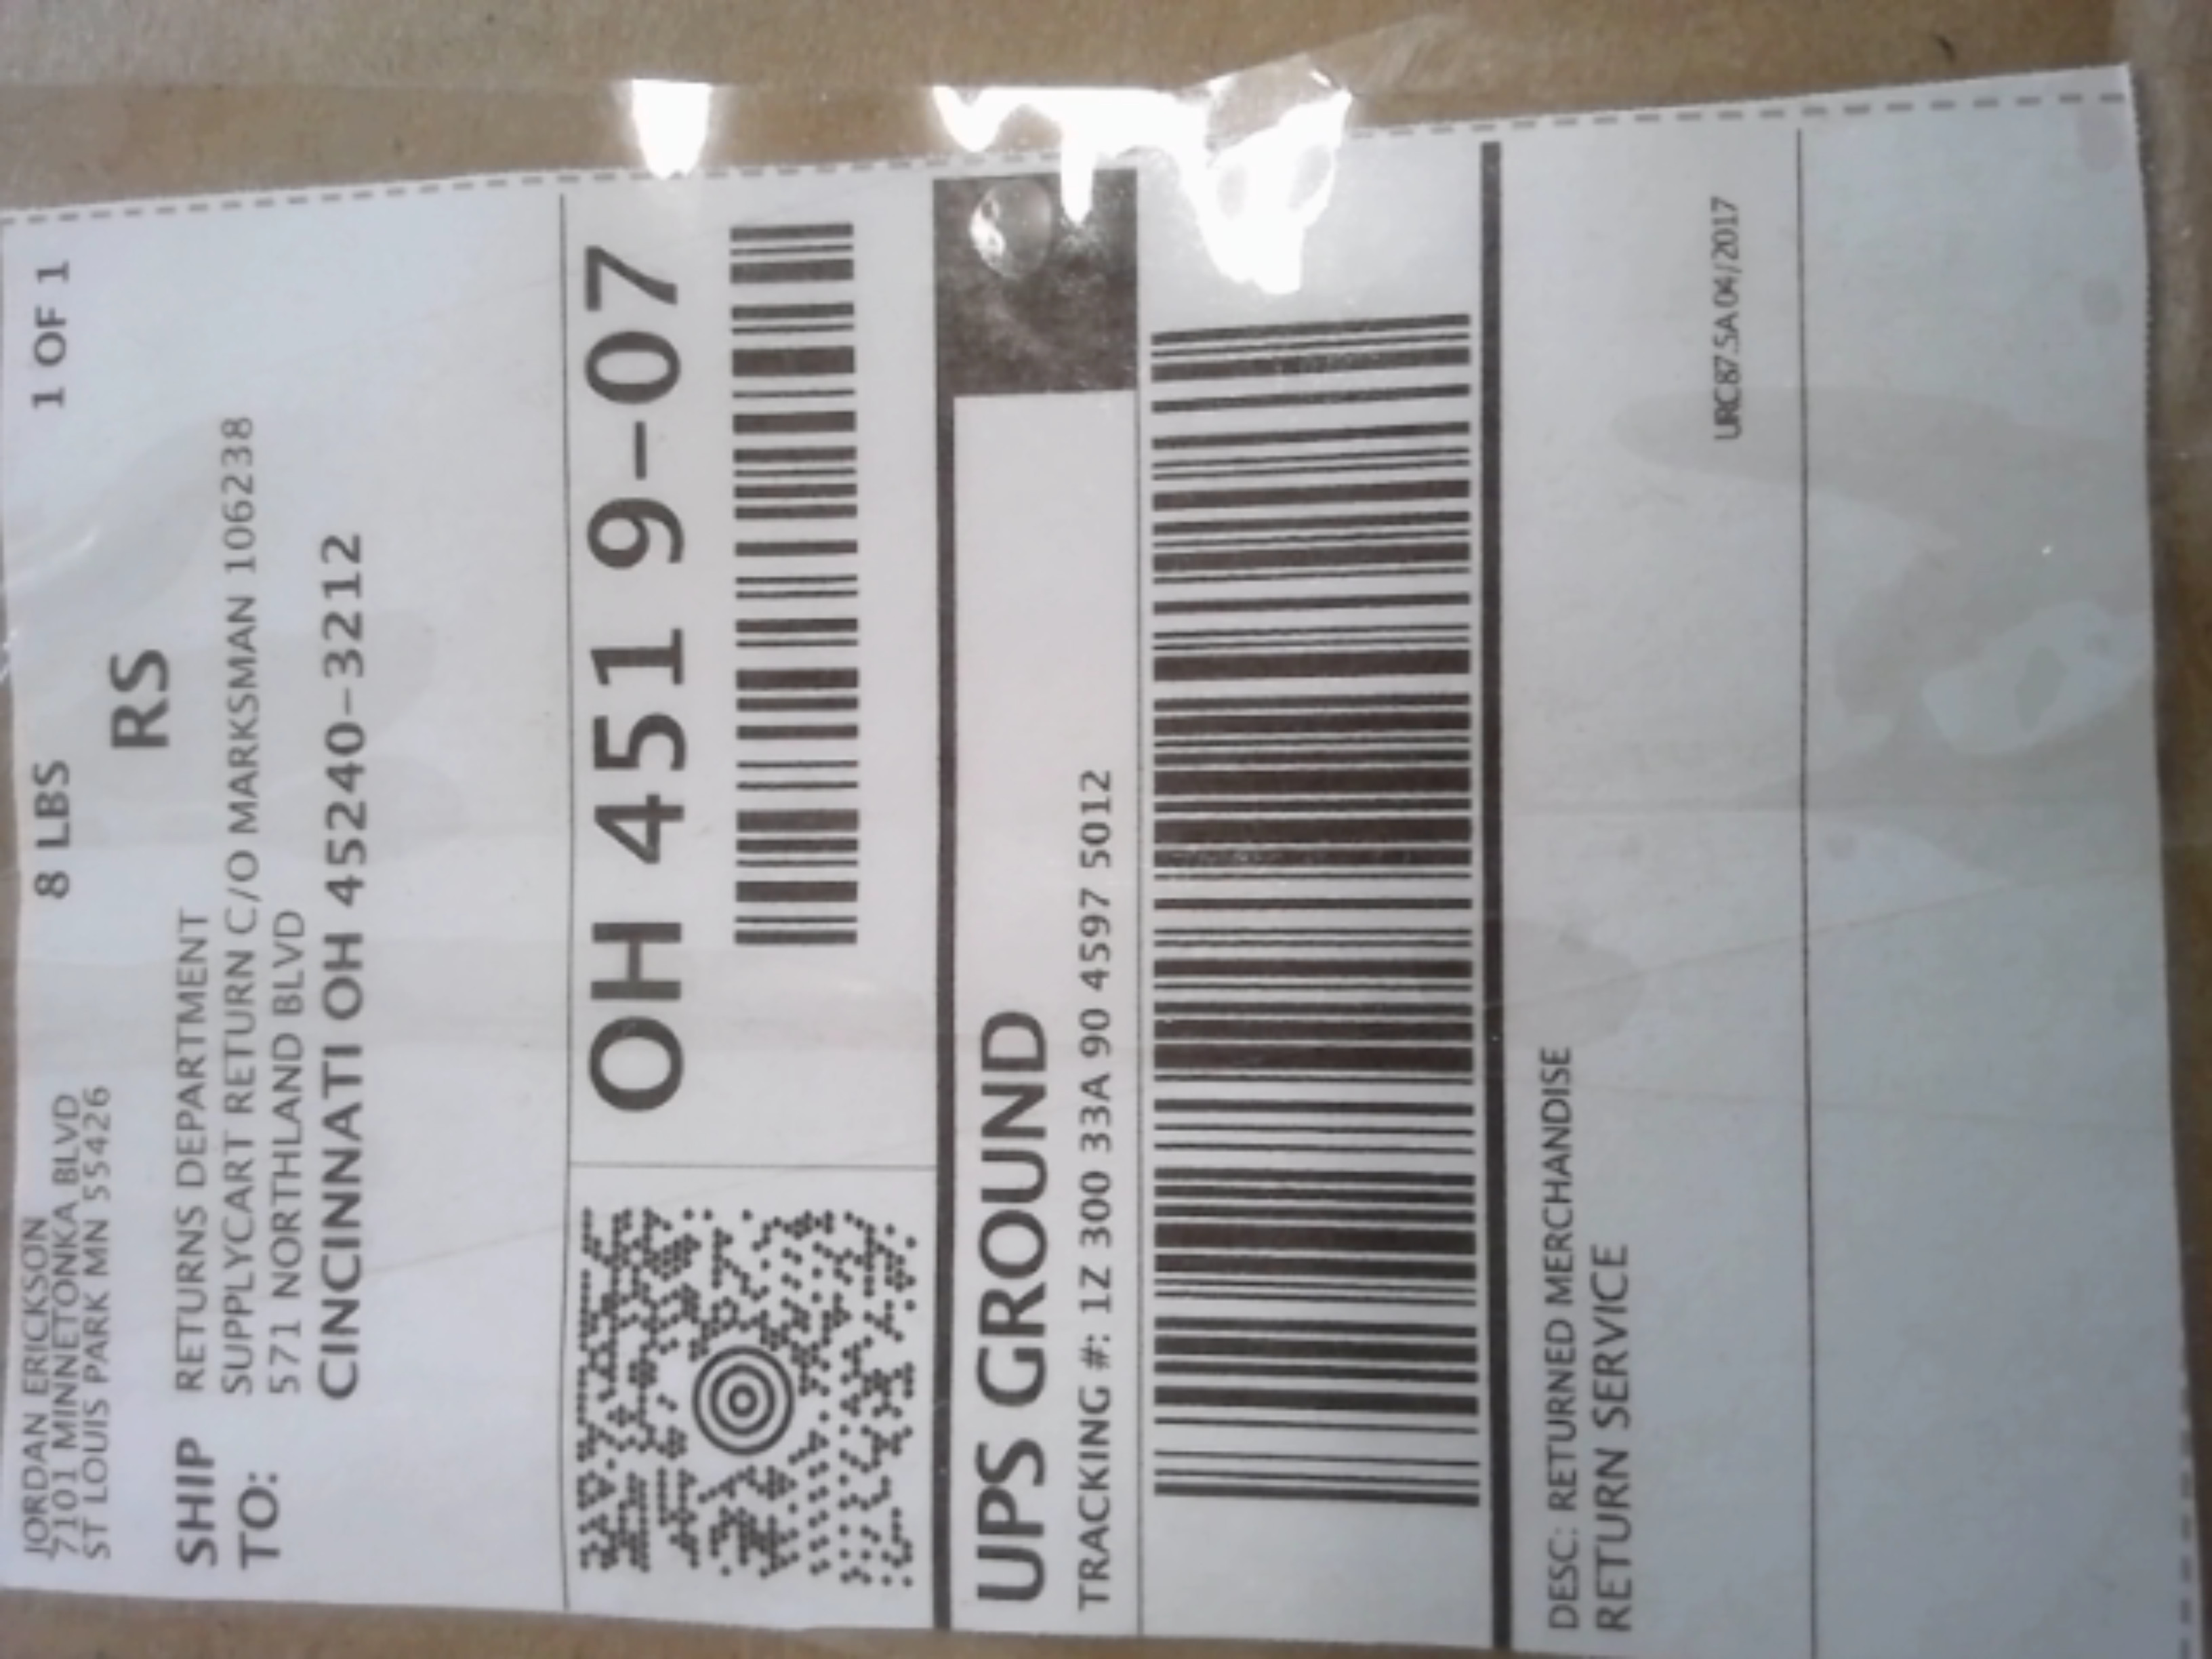 JORDAN ERICKSON
7101 MINNETONKA BLVD
ST LOUIS PARK MN 55426
8 LBS
1 OF 1
RS
SHIP TO:
RETURNS DEPARTMENT
SUPPLYCART RETURN C/O MARKSMAN 106238
571 NORTHLAND BLVD
CINCINNATI OH 45240-3212
OH 451 9-07
UPS GROUND
TRACKING #: 1Z 300 33A 90 4597 5012
DESC: RETURNED MERCHANDISE
RETURN SERVICE
URC87.5A 04/2017